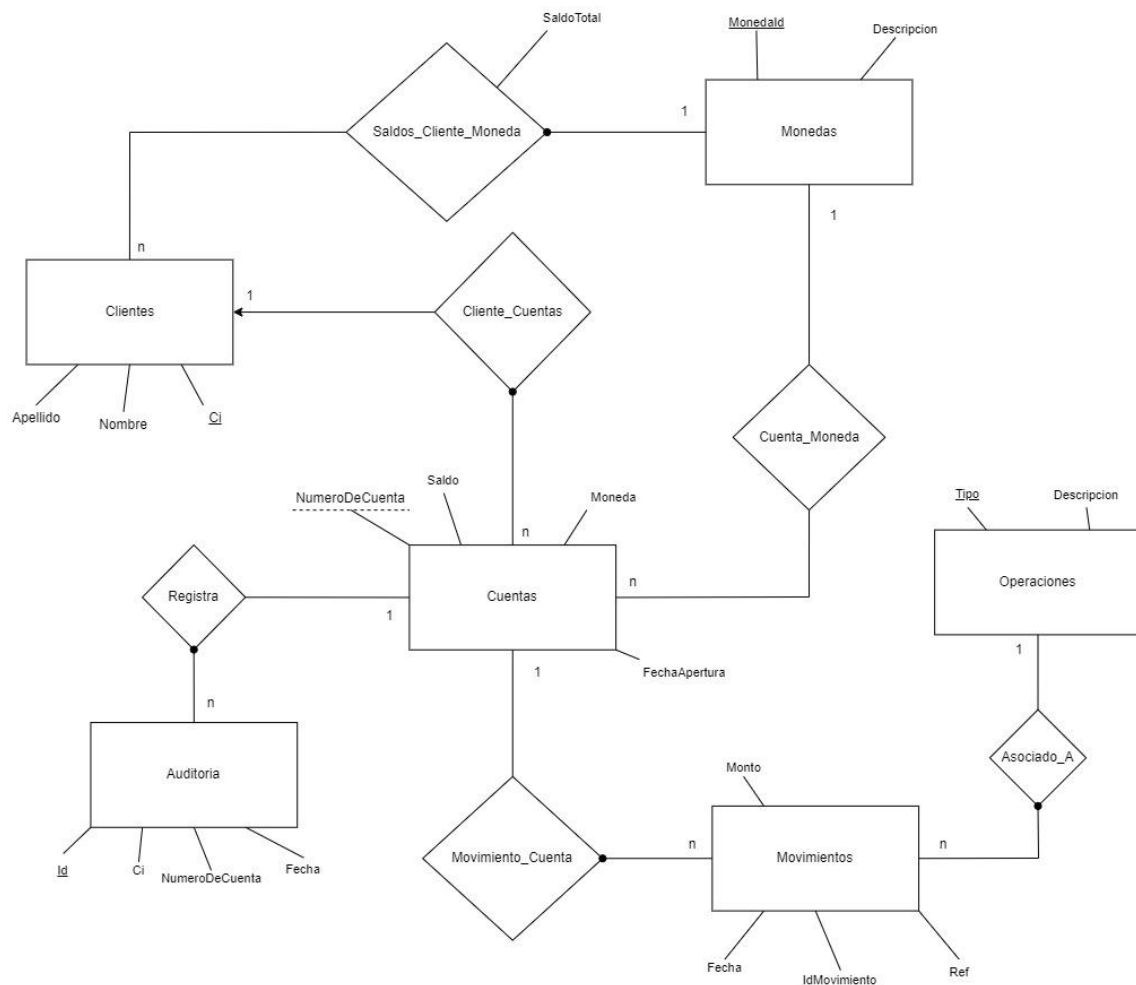 SaldoTotal
MonedaId
Descripcion
1
Saldos_Cliente_Moneda
Monedas
1
n
Clientes
1
Cliente_Cuentas
Apellido
Nombre
Ci
Cuenta_Moneda
NumeroDeCuenta
Saldo
Moneda
Tipo
Descripcion
n
Registra
Cuentas
n
Operaciones
1
1
FechaApertura
1
n
Auditoria
Asociado_A
Monto
Id
Ci
NumeroDeCuenta
Fecha
Movimiento_Cuenta
n
Movimientos
n
Fecha
IdMovimiento
Ref